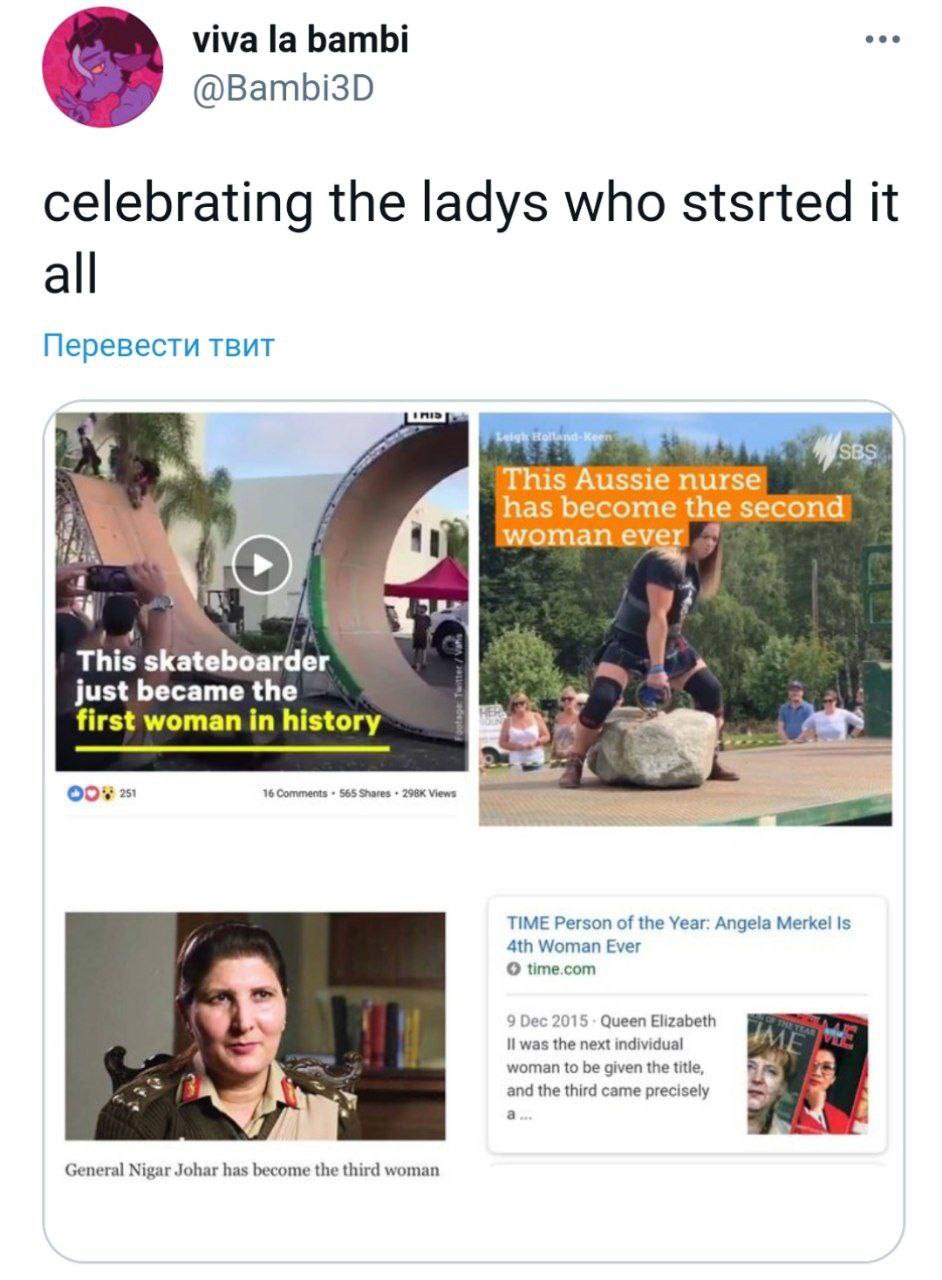 viva la bambi
@Bambi3D
celebrating the ladys who stsrted it
all
Перевести твит
THIS
This skateboarder
just became the
first woman in history
Footage: Twitter / Vans
251
16 Comments • 565 Shares • 298K Views
Leigh Holland-Keen
SBS
This Aussie nurse
has become the second
woman ever
General Nigar Johar has become the third woman
TIME Person of the Year: Angela Merkel Is
4th Woman Ever
time.com
9 Dec 2015 · Queen Elizabeth
II was the next individual
woman to be given the title,
and the third came precisely
a ...
OF THE YEAR
TIME